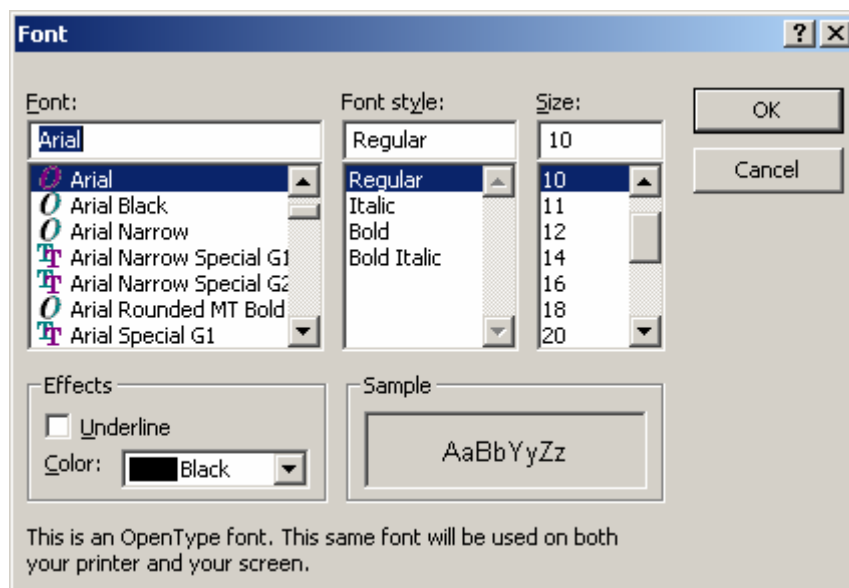 Font
Font:
Font style:
Size:
Arial
Regular
10
OK
Cancel
Arial
Arial Black
Arial Narrow
Arial Narrow Special G1
Arial Narrow Special G2
Arial Rounded MT Bold
Arial Special G1
Regular
Italic
Bold
Bold Italic
10
11
12
14
16
18
20
Effects
Underline
Color:
Black
Sample
AaBbYyZz
This is an OpenType font. This same font will be used on both
your printer and your screen.